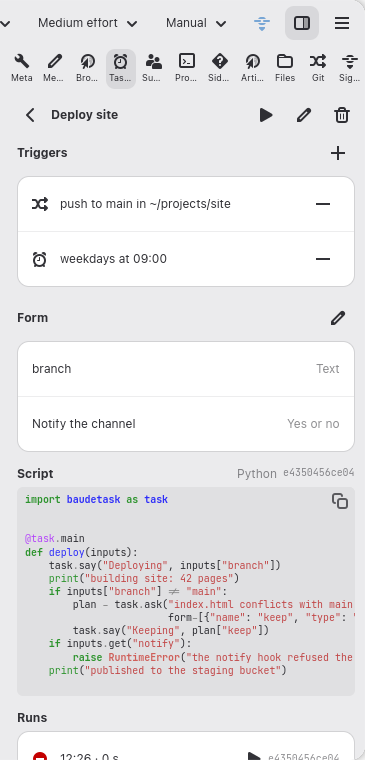 Medium effort
Manual
Meta
Me...
Bro...
Tas...
Su...
Pro...
Sid...
Arti...
Files
Git
Sig...
Deploy site
Triggers
push to main in ~/projects/site
weekdays at 09:00
Form
branch
Text
Notify the channel
Yes or no
Script
Python e4350456ce04
import baudetask as task
@task.main
def deploy(inputs):
task.say("Deploying", inputs["branch"])
print("building site: 42 pages")
if inputs["branch"] != "main":
plan = task.ask("index.html conflicts with main
form=[{"name": "keep", "type": "
task.say("Keeping", plan["keep"])
if inputs.get("notify"):
raise RuntimeError("the notify hook refused the
print("published to the staging bucket")
Runs
12:26 · 0 s
e4350456ce04